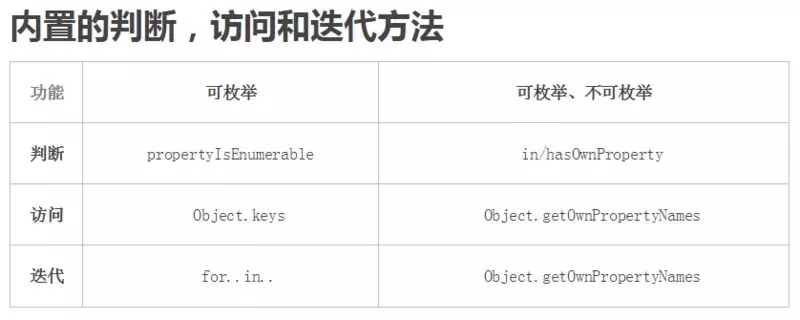 内置的判断，访问和迭代方法
功能 可枚举 可枚举、不可枚举
判断 propertyIsEnumerable in/hasOwnProperty
访问 Object.keys Object.getOwnPropertyNames
迭代 for..in.. Object.getOwnPropertyNames